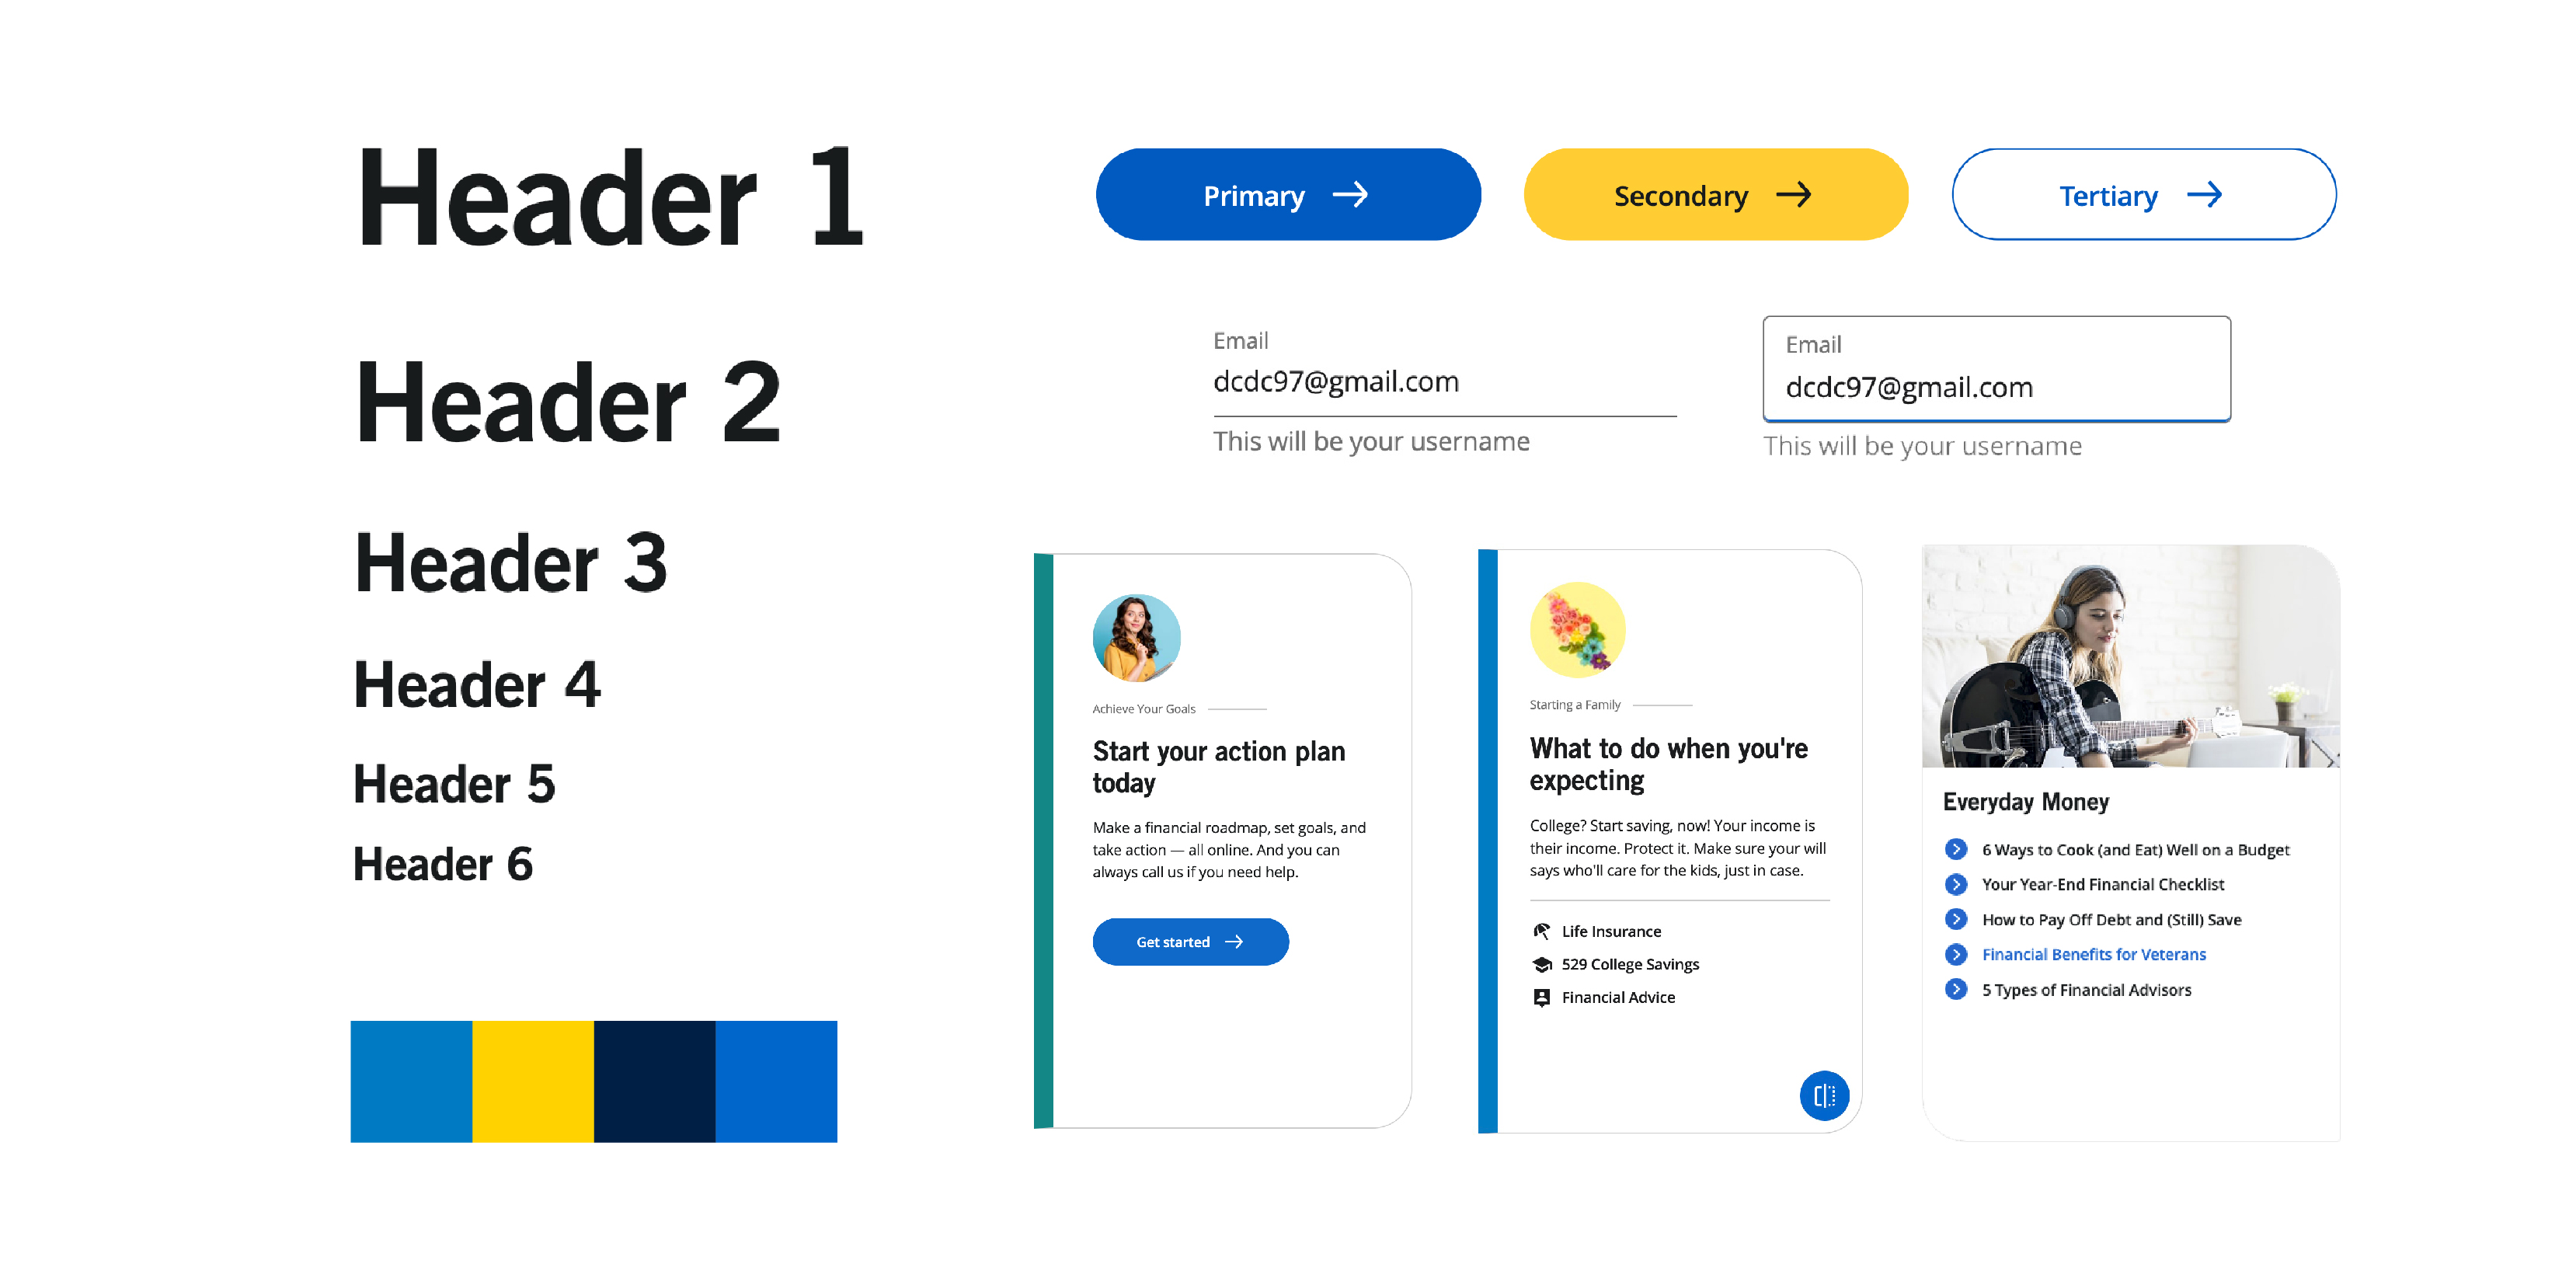 Header 1
Header 2
Header 3
Header 4
Header 5
Header 6
Primary
Secondary
Tertiary
Email
dcdc97@gmail.com
This will be your username
Email
dcdc97@gmail.com
This will be your username
Achieve Your Goals
Start your action plan
today
Make a financial roadmap, set goals, and
take action — all online. And you can
always call us if you need help.
Get started
Starting a Family
What to do when you're
expecting
College? Start saving, now! Your income is
their income. Protect it. Make sure your will
says who'll care for the kids, just in case.
Life Insurance
529 College Savings
Financial Advice
Everyday Money
6 Ways to Cook (and Eat) Well on a Budget
Your Year-End Financial Checklist
How to Pay Off Debt and (Still) Save
Financial Benefits for Veterans
5 Types of Financial Advisors